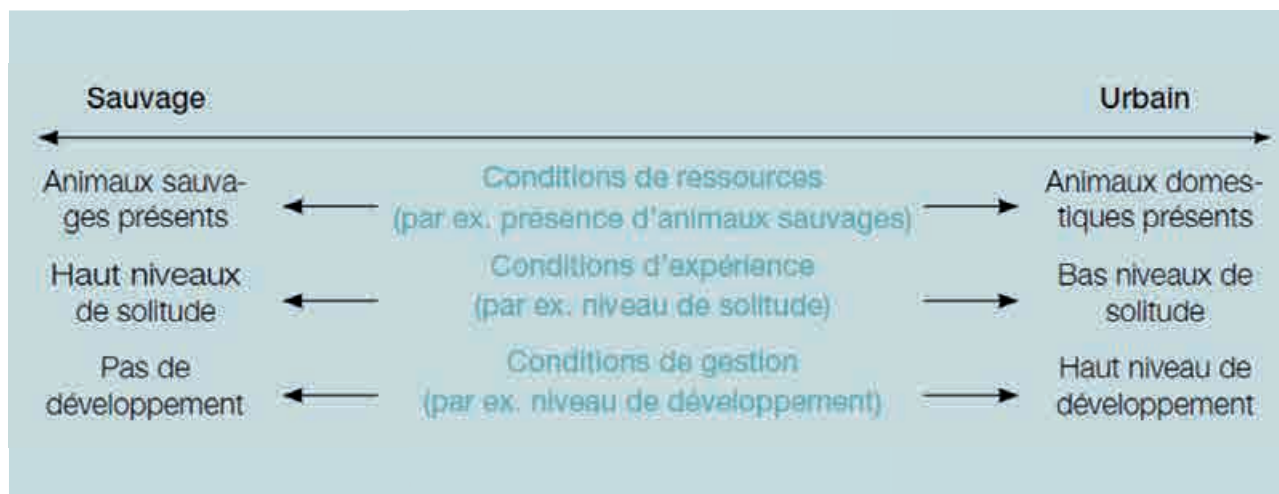 Sauvage
Urbain
Animaux sauva-
ges présents
Conditions de ressources
(par ex. présence d'animaux sauvages)
Animaux domes-
tiques présents
Haut niveaux
de solitude
Conditions d'expérience
(par ex. niveau de solitude)
Bas niveaux de
solitude
Pas de
développement
Conditions de gestion
(par ex. niveau de développement)
Haut niveau de
développement